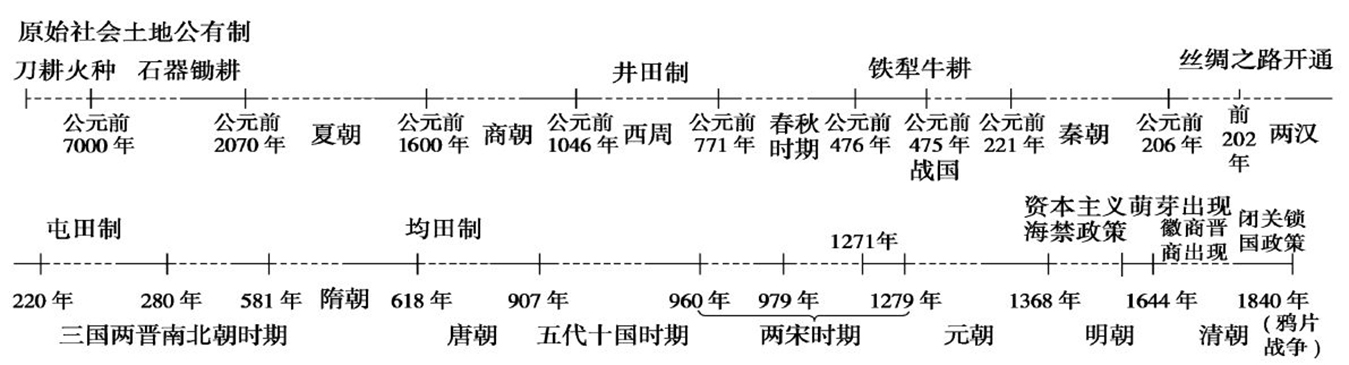 原始社会土地公有制
刀耕火种 石器锄耕 井田制 铁犁牛耕 丝绸之路开通
公元前7000年 公元前2070年 夏朝 公元前1600年 商朝 公元前1046年 西周 公元前771年 春秋时期 公元前476年 公元前475年 战国 公元前221年 秦朝 公元前206年 前202年 两汉
屯田制 均田制 资本主义萌芽出现 海禁政策 徽商晋商出现 闭关锁国政策
1271年
220年 280年 581年 隋朝 618年 907年 960年 979年 1279年 1368年 1644年 1840年
三国两晋南北朝时期 唐朝 五代十国时期 两宋时期 元朝 明朝 清朝 (鸦片战争)